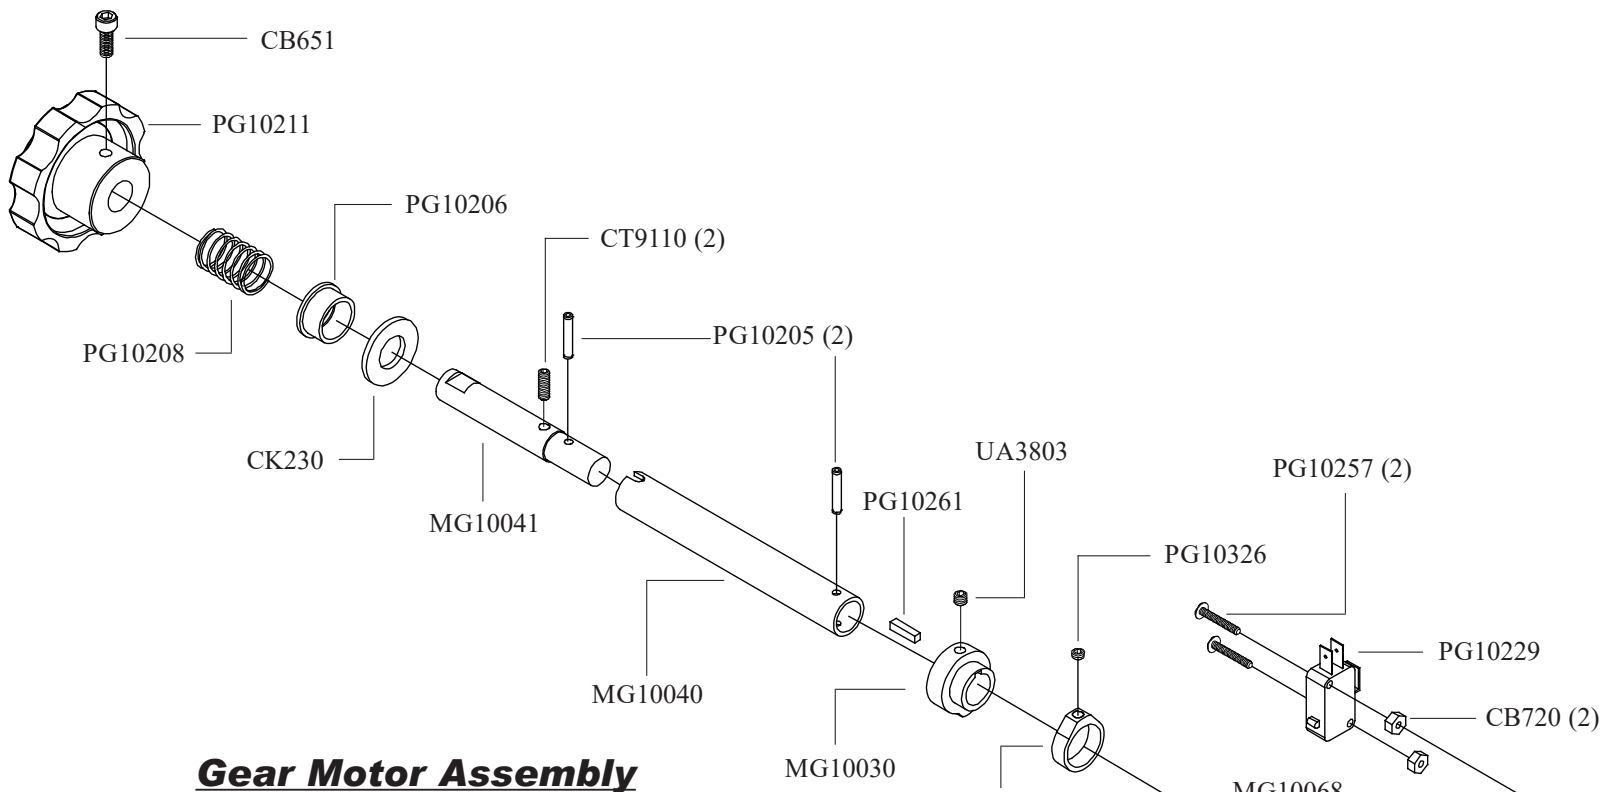 CB651
PG10211
PG10206
CT9110 (2)
PG10205 (2)
PG10208
CK230
MG10041
UA3803
PG10257 (2)
PG10261
PG10326
PG10229
MG10040
CB720 (2)
MG10030
Gear Motor Assembly
MG10068